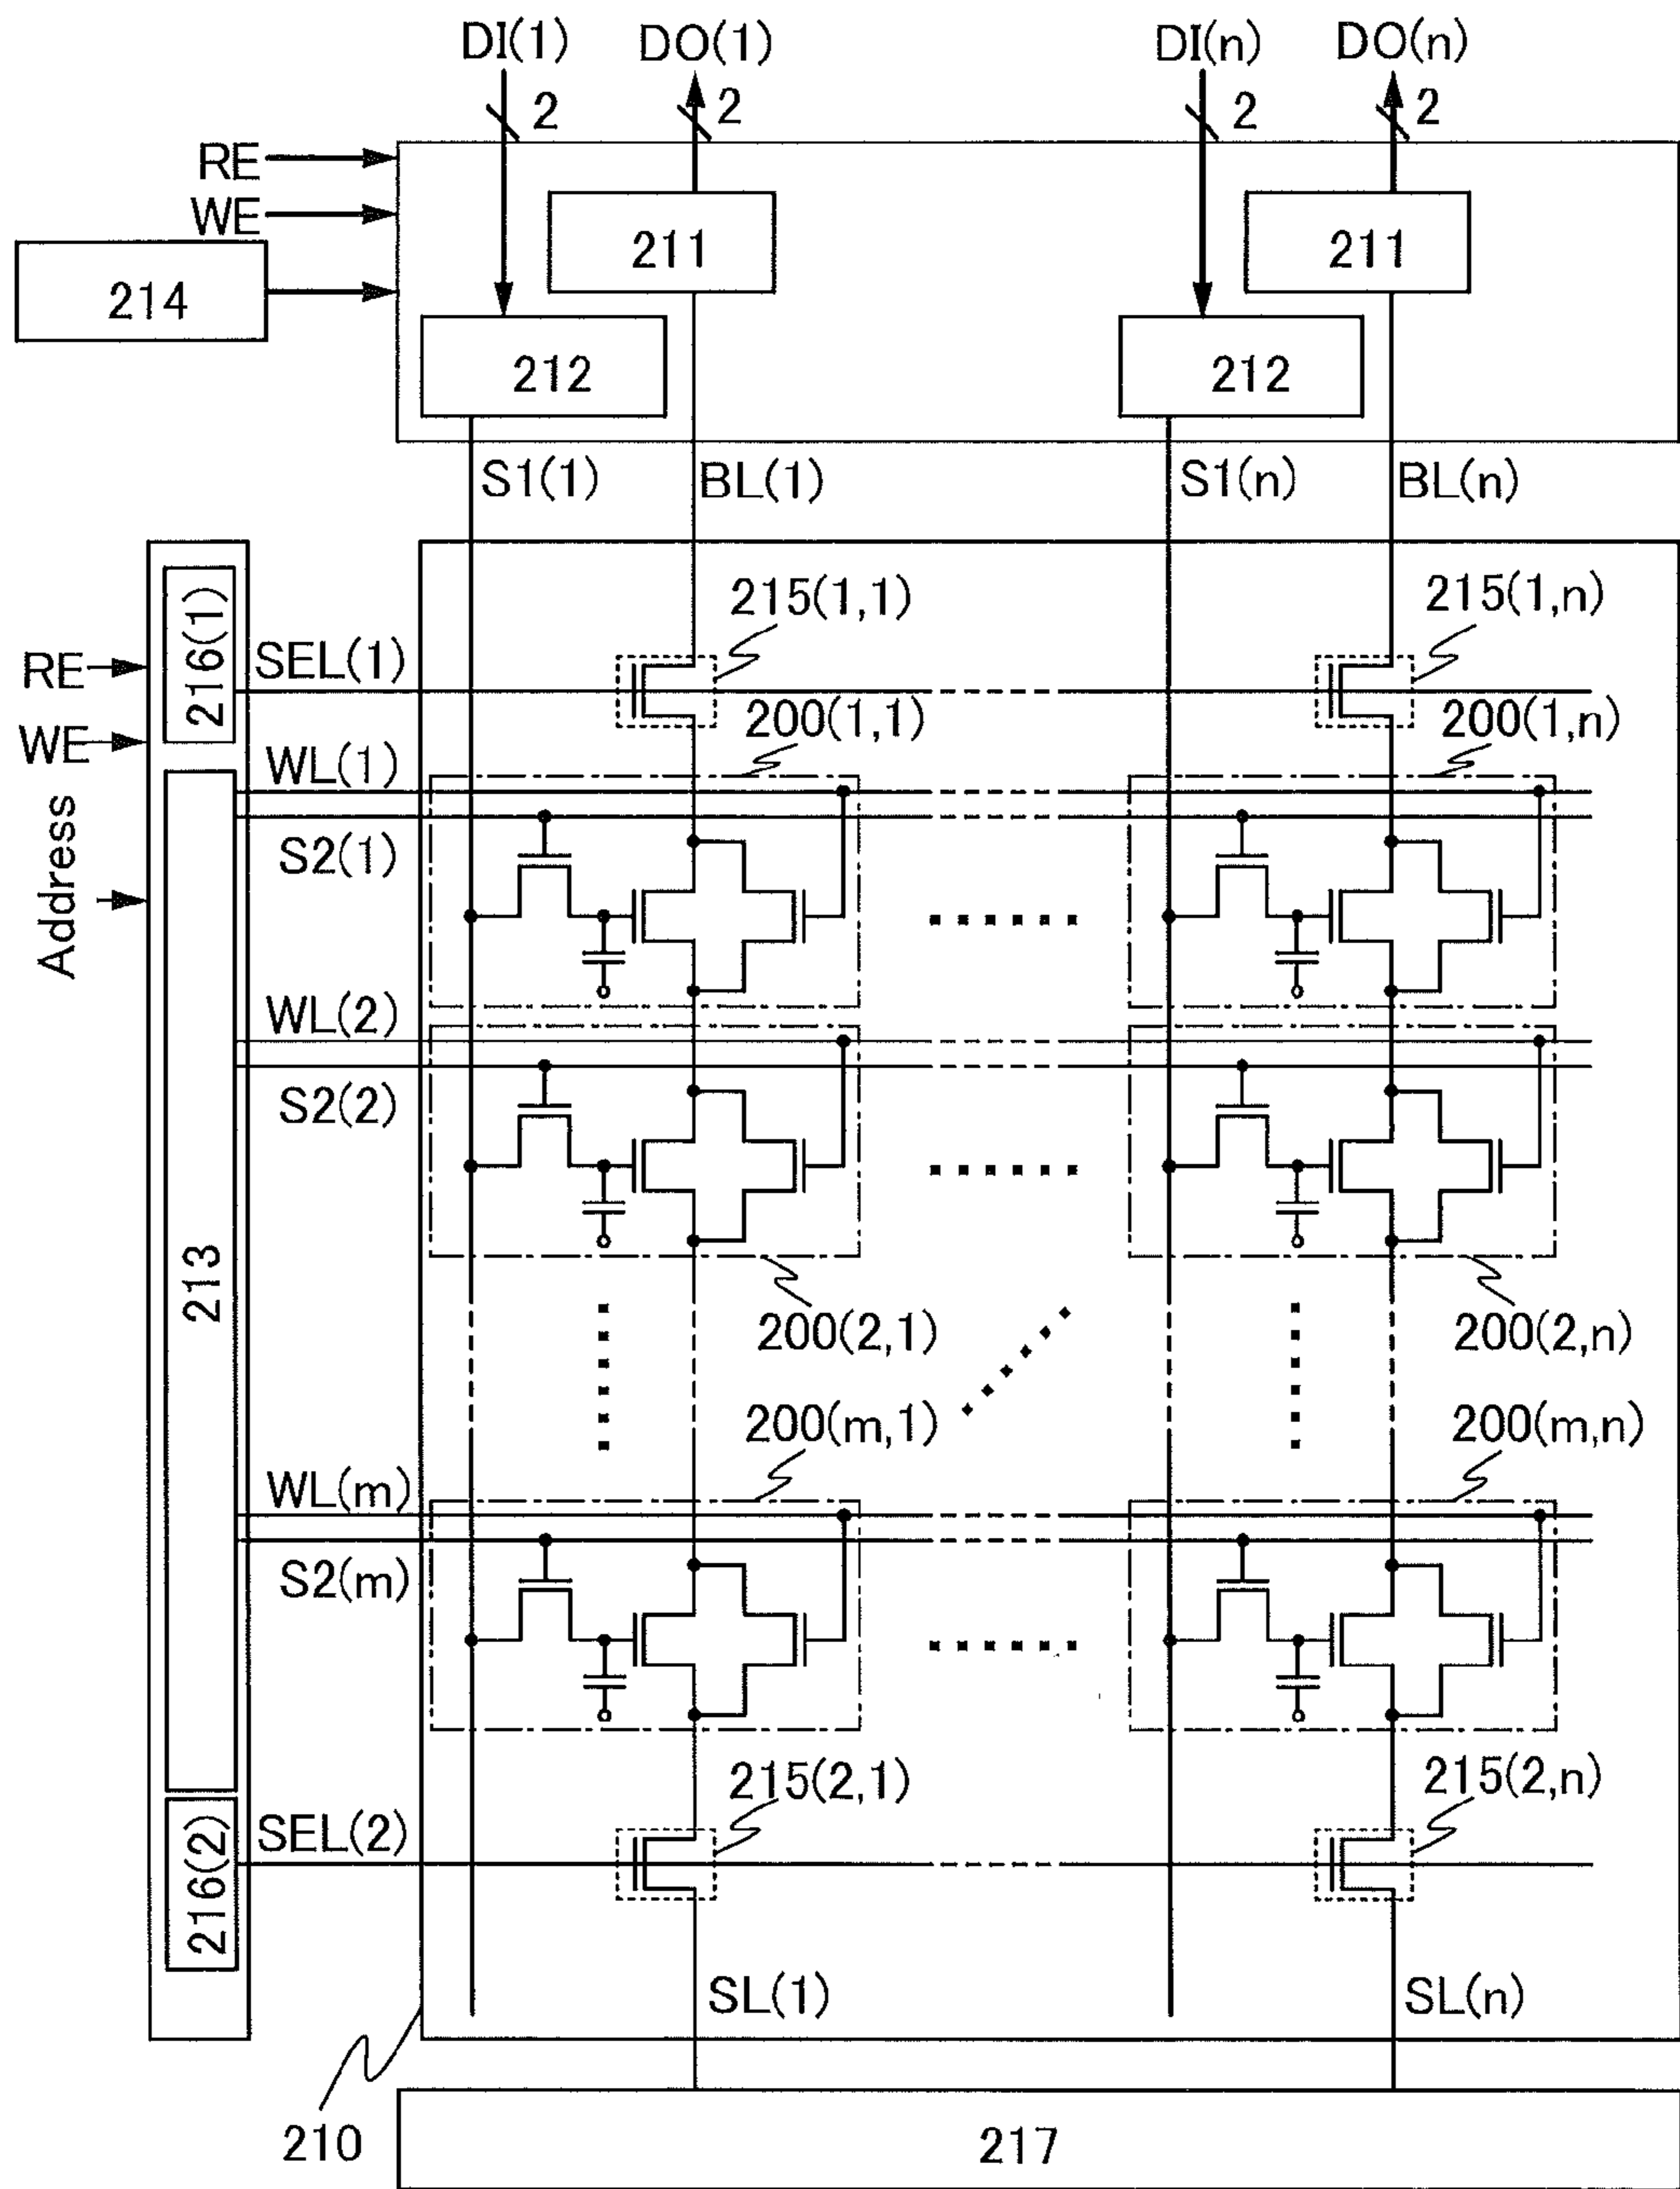 DI(1) DO(1) DI(n) DO(n)
2 2 2 2
RE
WE
211 211
214
212 212
S1(1) BL(1) S1(n) BL(n)
215(1,1) 215(1,n)
216(1)
SEL(1)
RE
200(1,1) 200(1,n)
WE
WL(1)
S2(1)
Address
WL(2)
S2(2)
213
200(2,1) 200(2,n)
200(m,1) 200(m,n)
WL(m)
S2(m)
215(2,1) 215(2,n)
SEL(2)
216(2)
SL(1) SL(n)
210
217